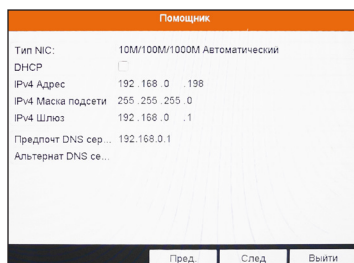 Помощник
Тип NIC: 10M/100M/1000M Автоматический
DHCP
IPv4 Адрес 192 .168 .0 .198
IPv4 Маска подсети 255 .255 .255 .0
IPv4 Шлюз 192 .168 .0 .1
Предпочт DNS сер... 192.168.0.1
Альтернат DNS се...
Пред. След Выйти